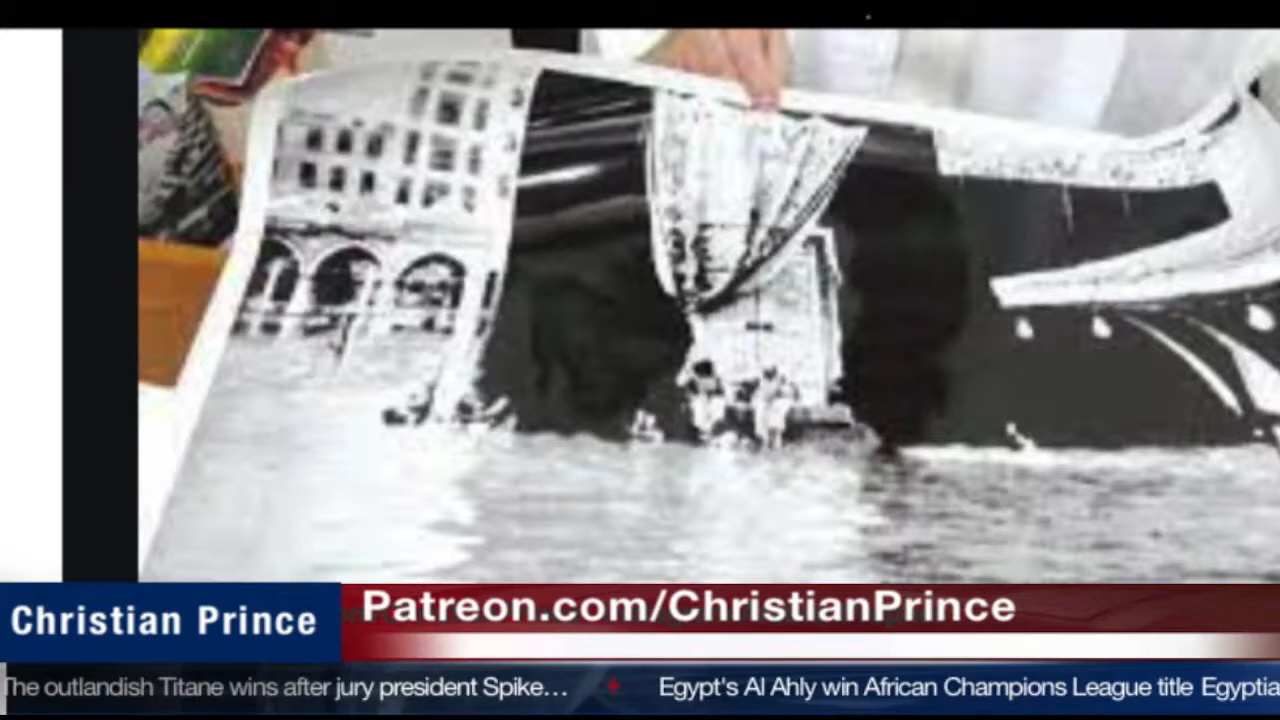 Patreon.com/ChristianPrince
Christian Prince
The outlandish Titane wins after jury president Spike... Egypt's Al Ahly win African Champions League title Egyptia